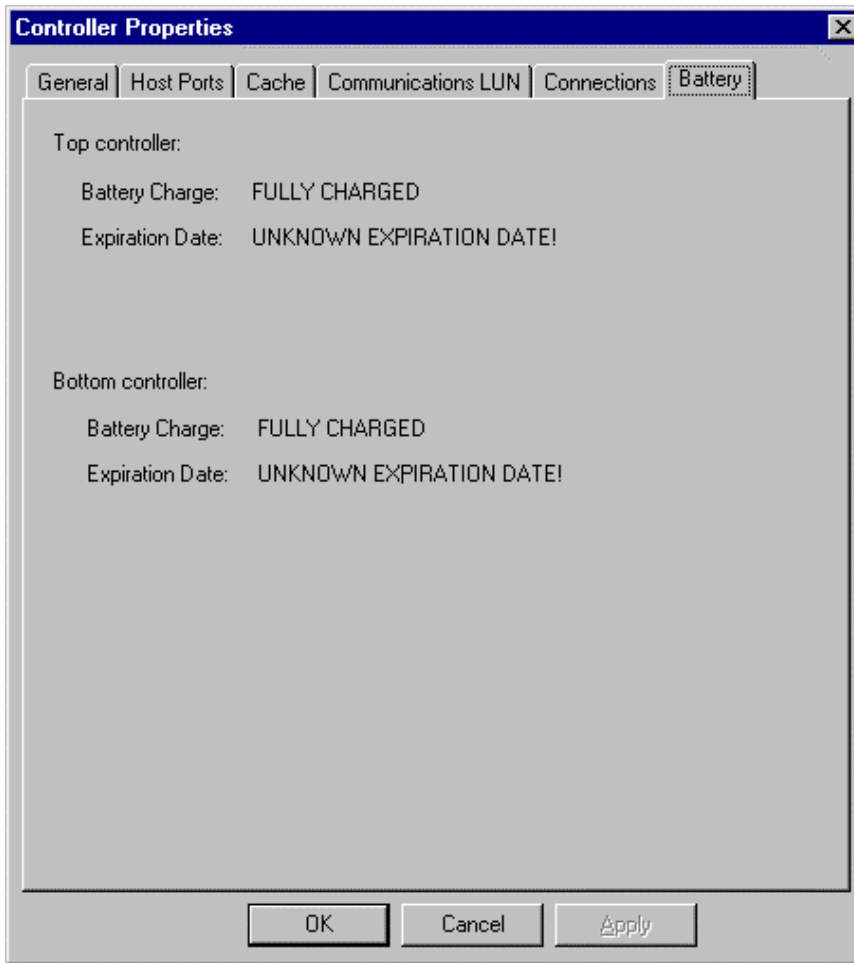 Controller Properties
General Host Ports Cache Communications LUN Connections Battery
Top controller:
Battery Charge: FULLY CHARGED
Expiration Date: UNKNOWN EXPIRATION DATE!
Bottom controller:
Battery Charge: FULLY CHARGED
Expiration Date: UNKNOWN EXPIRATION DATE!
OK Cancel Apply